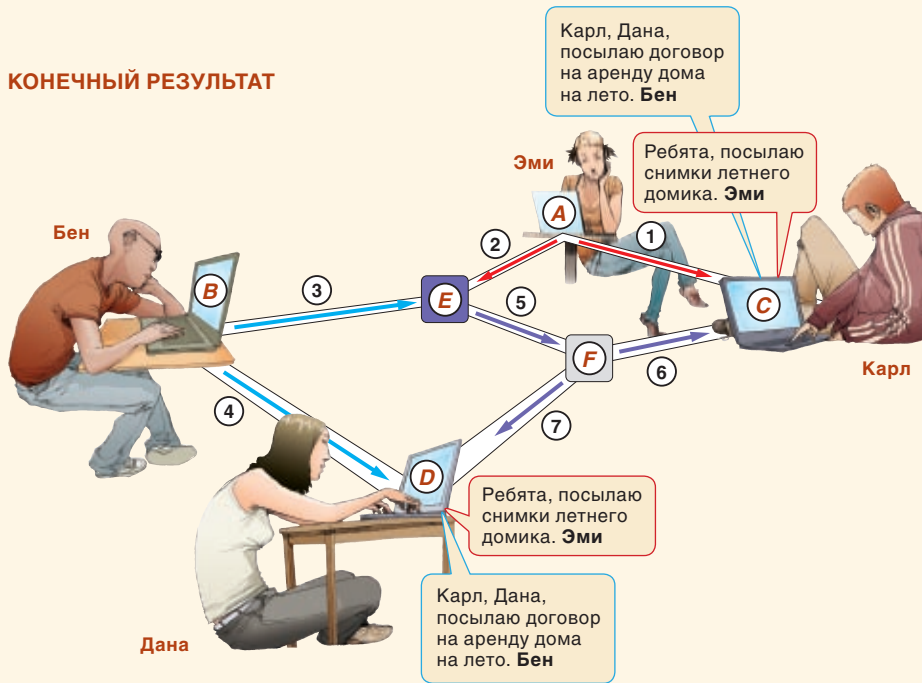 КОНЕЧНЫЙ РЕЗУЛЬТАТ
Карл, Дана,
посылаю договор
на аренду дома
на лето. Бен
Эми
Ребята, посылаю
снимки летнего
домика. Эми
Бен
A
2
1
B
3
E
5
C
F
6
Карл
4
7
D
Ребята, посылаю
снимки летнего
домика. Эми
Карл, Дана,
посылаю договор
на аренду дома
на лето. Бен
Дана